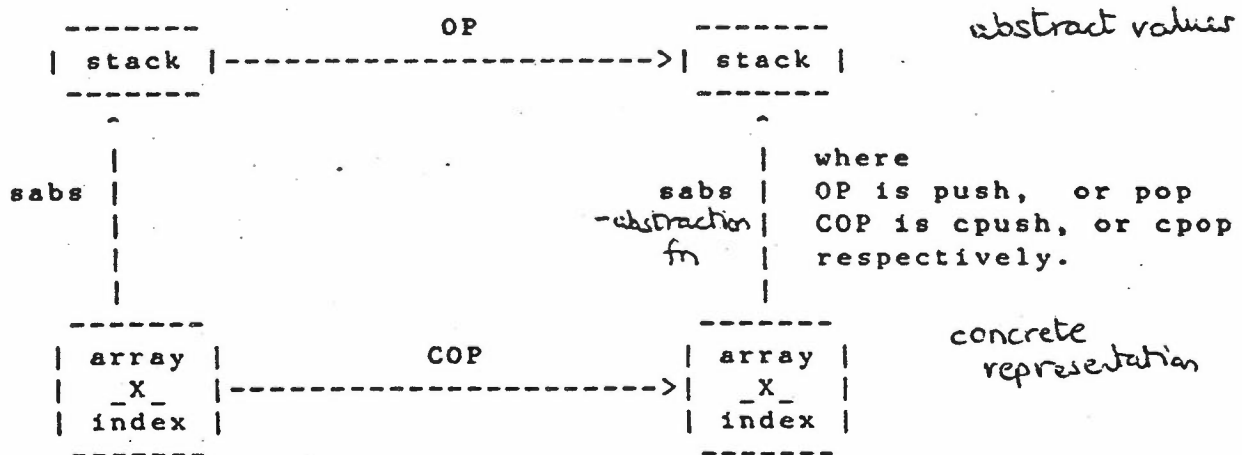 OP
abstract values
| stack |---------------------->| stack |
sabs
sabs
-abstraction fn
where
OP is push, or pop
COP is cpush, or cpop
respectively.
COP
| array | | array |
| _X_ |---------------------->| _X_ |
| index | | index |
concrete
representation